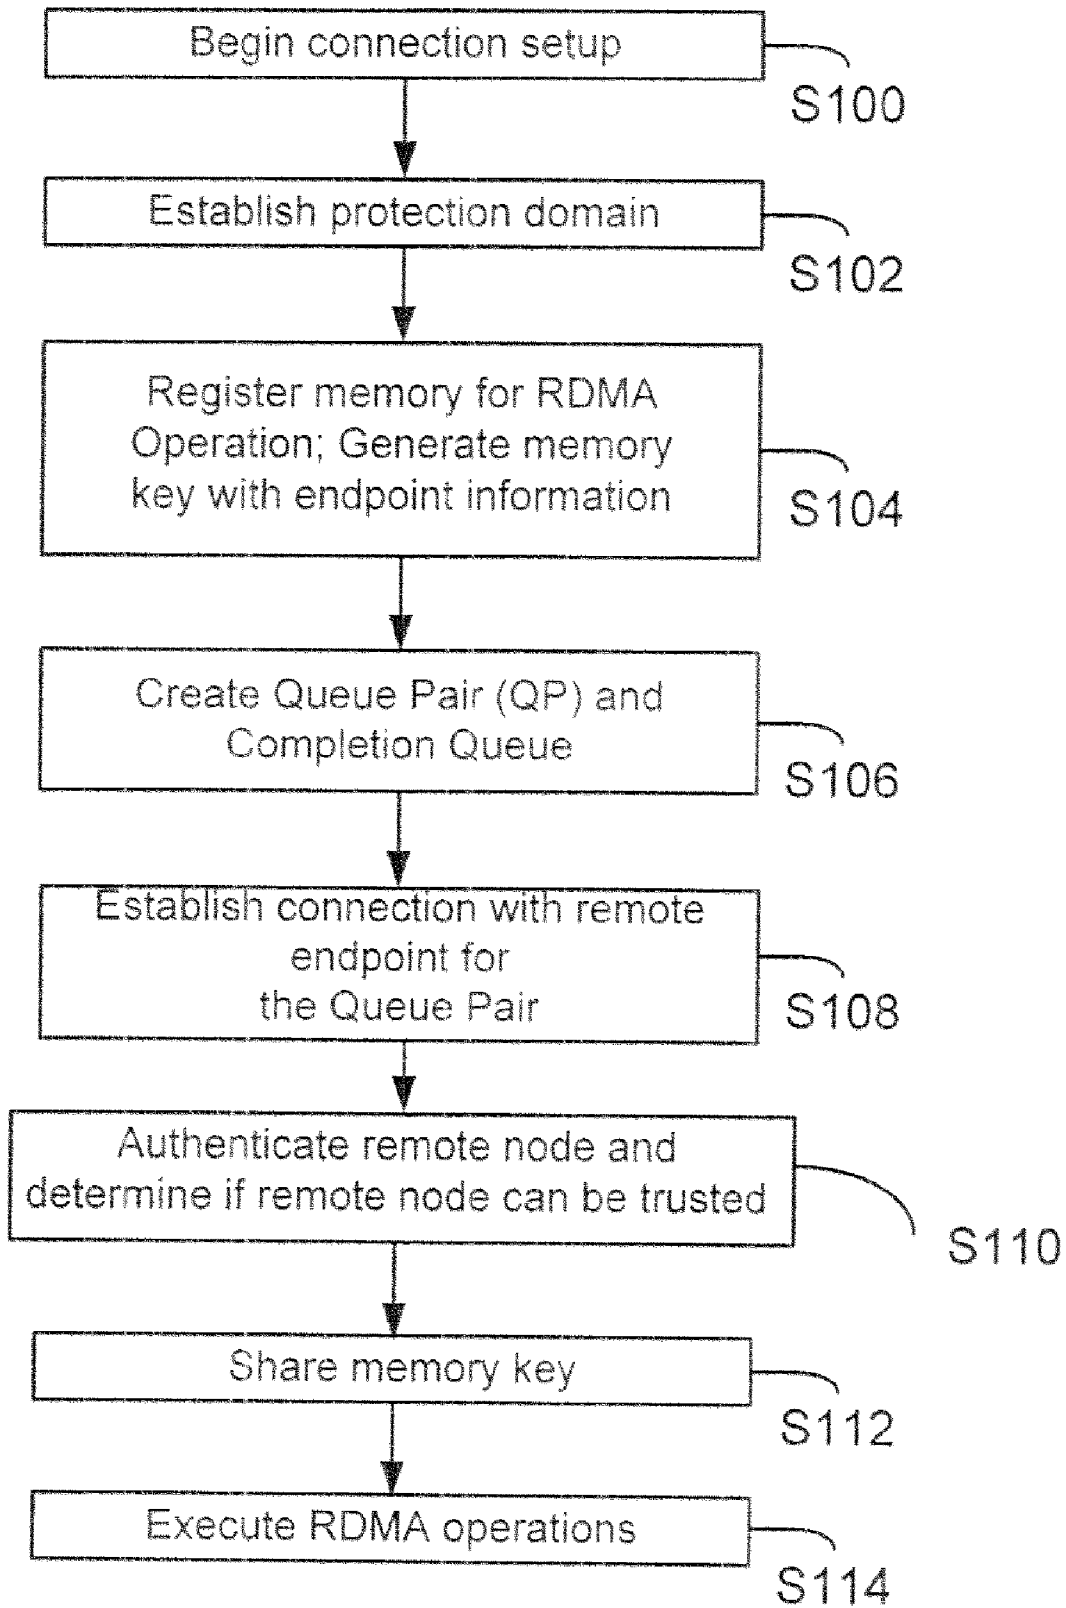 Begin connection setup
S100
Establish protection domain
S102
Register memory for RDMA
Operation; Generate memory
key with endpoint information
S104
Create Queue Pair (QP) and
Completion Queue
S106
Establish connection with remote
endpoint for
the Queue Pair
S108
Authenticate remote node and
determine if remote node can be trusted
S110
Share memory key
S112
Execute RDMA operations
S114